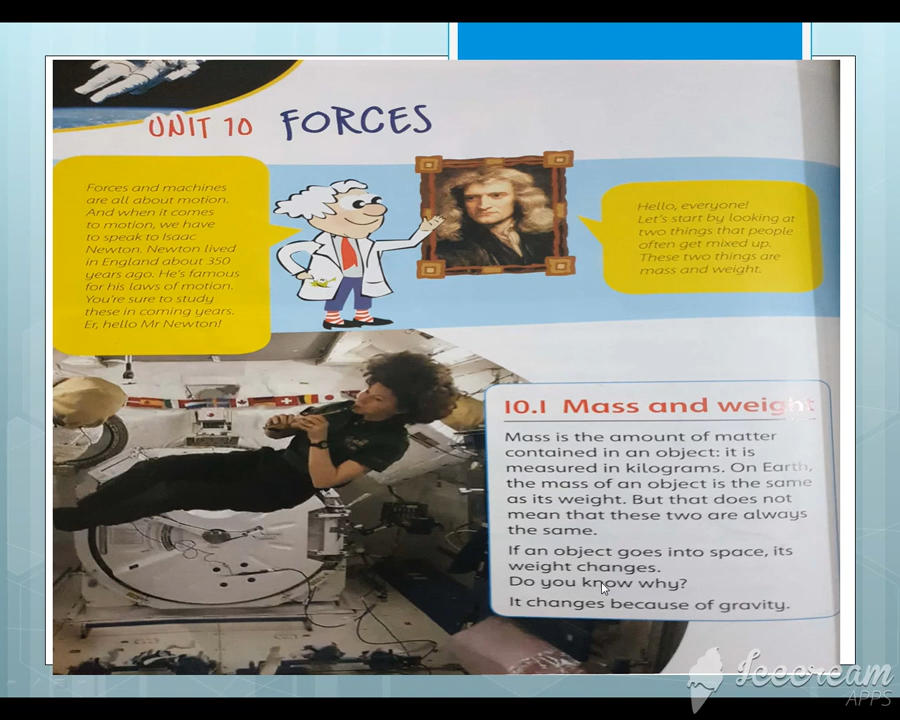 UNIT 10 FORCES
Forces and machines
are all about motion.
And when it comes
to motion, we have
to speak to Isaac
Newton. Newton lived
in England about 350
years ago. He's famous
for his laws of motion.
You're sure to study
these in coming years.
Er, hello Mr Newton!
Hello, everyone!
Let's start by looking at
two things that people
often get mixed up.
These two things are
mass and weight.
10.1 Mass and weight
Mass is the amount of matter
contained in an object: it is
measured in kilograms. On Earth,
the mass of an object is the same
as its weight. But that does not
mean that these two are always
the same.
If an object goes into space, its
weight changes.
Do you know why?
It changes because of gravity.
Icecream
APPS